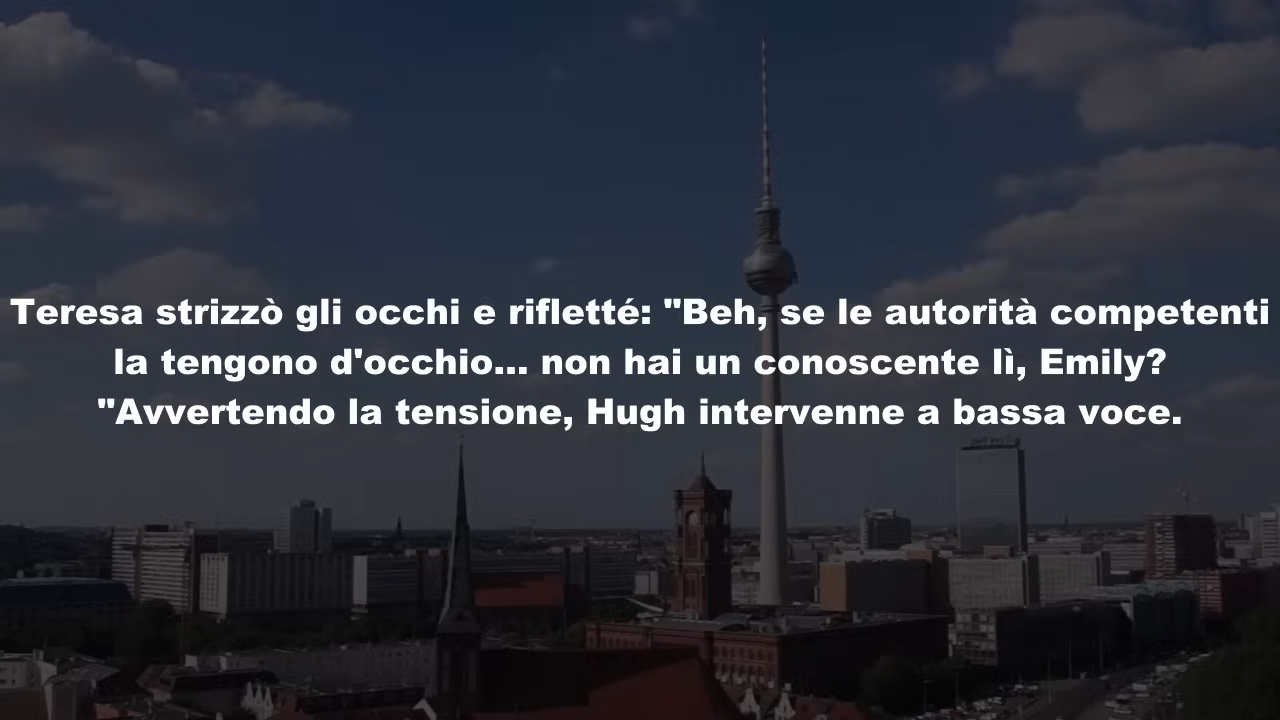 Teresa strizzò gli occhi e rifletté: "Beh, se le autorità competenti
la tengono d'occhio... non hai un conoscente lì, Emily?
"Avvertendo la tensione, Hugh intervenne a bassa voce.